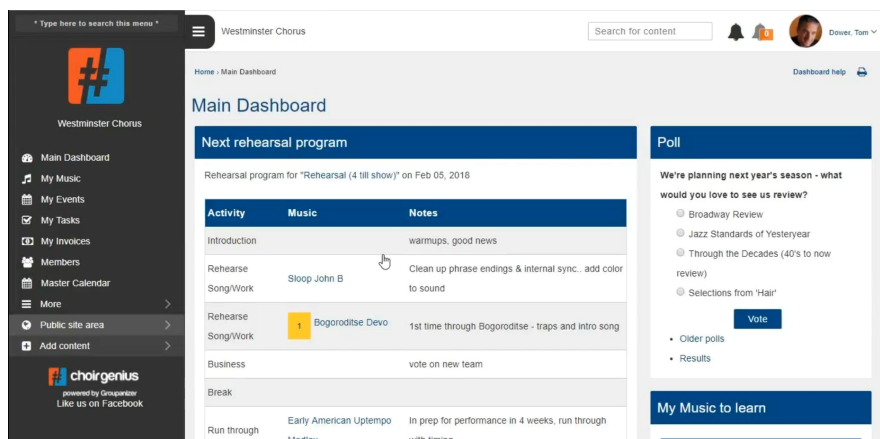 * Type here to search this menu *
Westminster Chorus
Main Dashboard
My Music
My Events
My Tasks
My Invoices
Members
Master Calendar
More
Public site area
Add content
choirgenius
powered by Groupanizer
Like us on Facebook
Westminster Chorus
Search for content
0
Dower, Tom
Home › Main Dashboard
Dashboard help
Main Dashboard
Next rehearsal program
Rehearsal program for "Rehearsal (4 till show)" on Feb 05, 2018
Activity Music Notes
Introduction warmups, good news
Rehearse
Song/Work
Sloop John B
Clean up phrase endings & internal sync.. add color
to sound
Rehearse
Song/Work
1 Bogoroditse Devo
1st time through Bogoroditse - traps and intro song
Business vote on new team
Break
Run through
Early American Uptempo
Medley
In prep for performance in 4 weeks, run through
with timing
Poll
We're planning next year's season - what
would you love to see us review?
Broadway Review
Jazz Standards of Yesteryear
Through the Decades (40's to now
review)
Selections from 'Hair'
Vote
• Older polls
• Results
My Music to learn